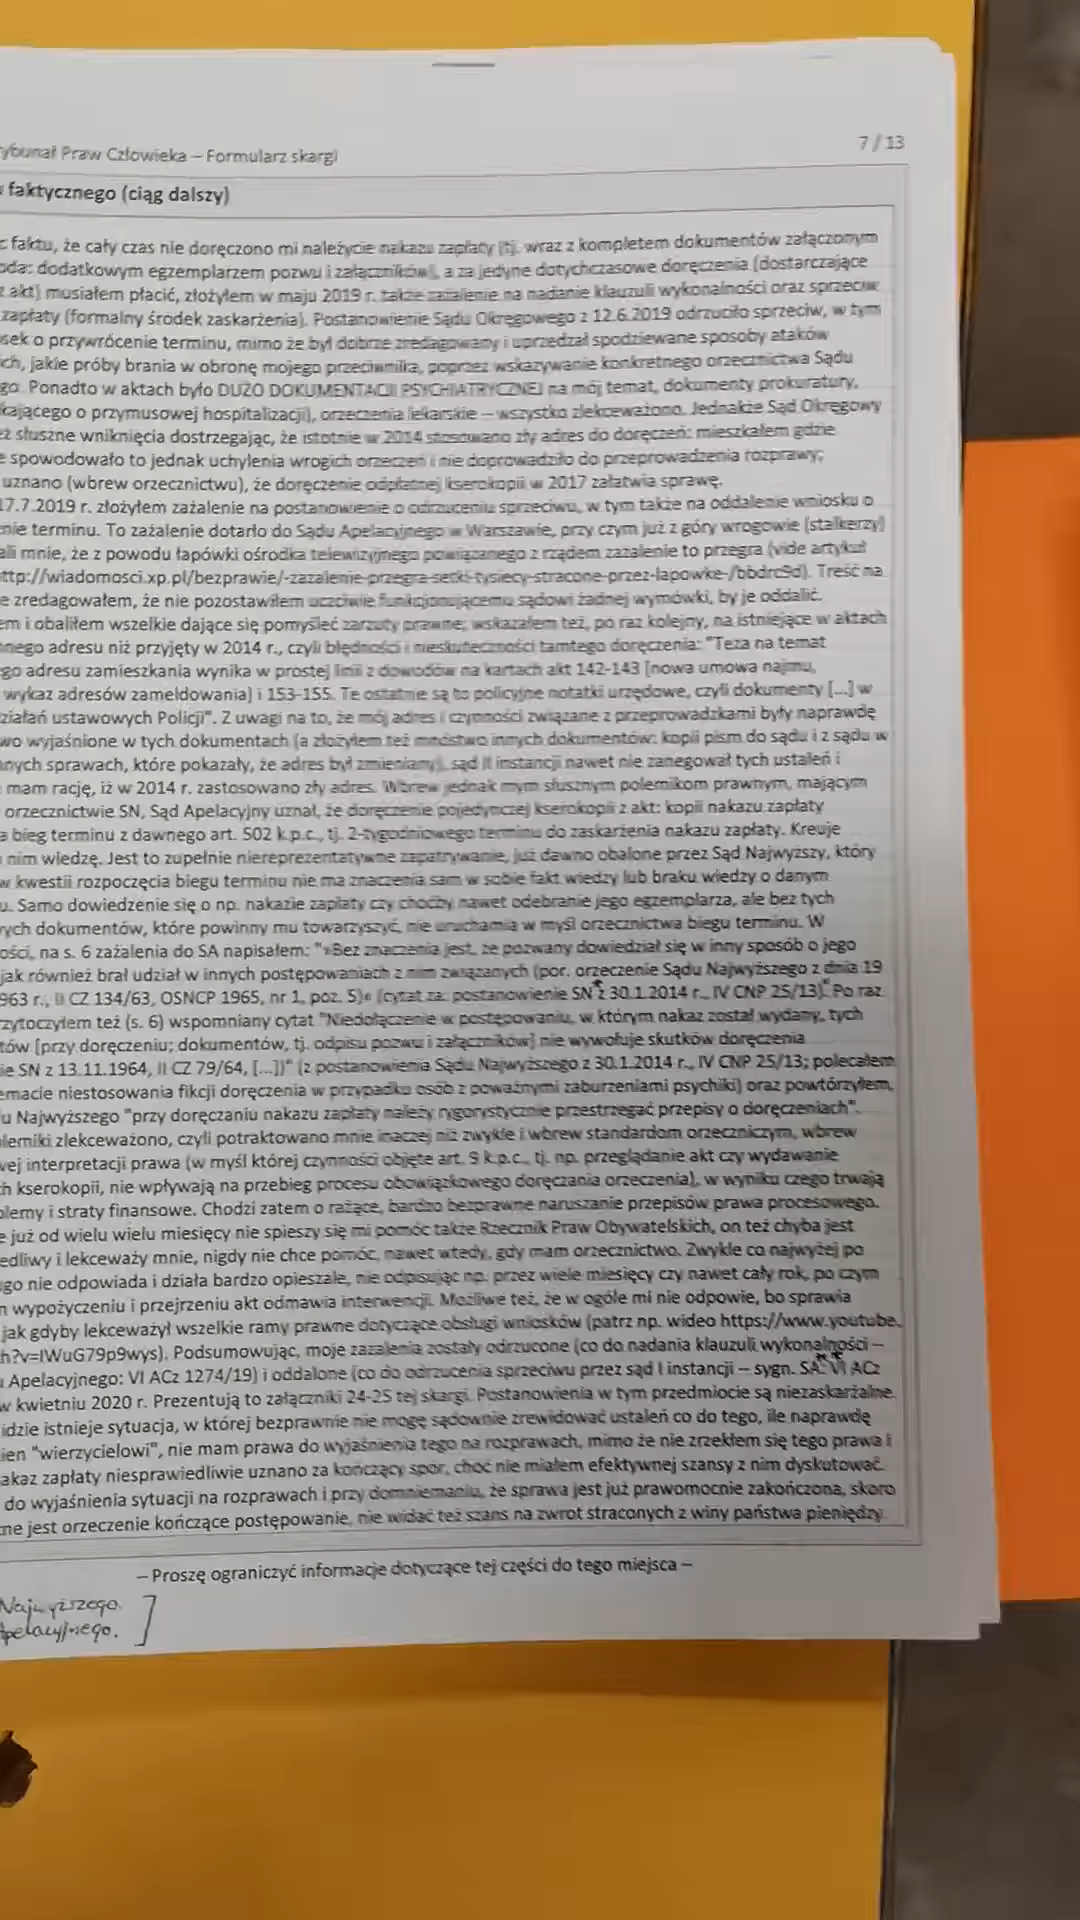 ybunał Praw Człowieka – Formularz skargi
7 / 13
faktycznego (ciąg dalszy)
faktu, że cały czas nie doręczono mi należycie nakazu zapłaty (tj. wraz z kompletem dokumentów załączonym
oda: dodatkowym egzemplarzem pozwu i załączników), a za jedyne dotychczasowe doręczenia (dostarczające
z akt) musiałem płacić, złożyłem w maju 2019 r. także zażalenie na nadanie klauzuli wykonalności oraz sprzeciw
zapłaty (formalny środek zaskarżenia). Postanowienie Sądu Okręgowego z 12.6.2019 odrzuciło sprzeciw, w tym
sek o przywrócenie terminu, mimo że był dobrze zredagowany i uprzedzał spodziewane sposoby ataków
ich, jakie próby brania w obronę mojego przeciwnika, poprzez wskazywanie konkretnego orzecznictwa Sądu
go. Ponadto w aktach było DUŻO DOKUMENTACJI PSYCHIATRYCZNEJ na mój temat, dokumenty prokuratury,
kającego o przymusowej hospitalizacji), orzeczenia lekarskie – wszystko zlekceważono. Jednakże Sąd Okręgowy
eż słuszne wniknięcia dostrzegając, że istotnie w 2014 stosowano zły adres do doręczeń: mieszkałem gdzie
e spowodowało to jednak uchylenia wrogich orzeczeń i nie doprowadziło do przeprowadzenia rozprawy;
uznano (wbrew orzecznictwu), że doręczenie odpłatnej kserokopii w 2017 załatwia sprawę.
17.7.2019 r. złożyłem zażalenie na postanowienie o odrzuceniu sprzeciwu, w tym także na oddalenie wniosku o
nie terminu. To zażalenie dotarło do Sądu Apelacyjnego w Warszawie, przy czym już z góry wrogowie (stalkerzy)
ali mnie, że z powodu łapówki ośrodka telewizyjnego powiązanego z rządem zażalenie to przegra (vide artykuł
ttp://wiadomosci.xp.pl/bezprawie/-zazalenie-przegra-setki-tysiecy-stracone-przez-lapowke-/bbdrc9d). Treść na
e zredagowałem, że nie pozostawiłem uczciwie funkcjonującemu sądowi żadnej wymówki, by je oddalić.
em i obaliłem wszelkie dające się pomyśleć zarzuty prawne; wskazałem też, po raz kolejny, na istniejące w aktach
nnego adresu niż przyjęty w 2014 r., czyli błędności i nieskuteczności tamtego doręczenia: "Teza na temat
go adresu zamieszkania wynika w prostej linii z dowodów na kartach akt 142-143 [nowa umowa najmu,
wykaz adresów zameldowania] i 153-155. Te ostatnie są to policyjne notatki urzędowe, czyli dokumenty [...] w
ziałań ustawowych Policji". Z uwagi na to, że mój adres i czynności związane z przeprowadzkami były naprawdę
wo wyjaśnione w tych dokumentach (a złożyłem też mnóstwo innych dokumentów: kopii pism do sądu i z sądu w
nnych sprawach, które pokazały, że adres był zmieniany), sąd II instancji nawet nie zanegował tych ustaleń i
mam rację, iż w 2014 r. zastosowano zły adres. Wbrew jednak mym słusznym polemikom prawnym, mającym
orzecznictwie SN, Sąd Apelacyjny uznał, że doręczenie pojedynczej kserokopii z akt: kopii nakazu zapłaty
a bieg terminu z dawnego art. 502 k.p.c., tj. 2-tygodniowego terminu do zaskarżenia nakazu zapłaty. Kreuje
nim wiedzę. Jest to zupełnie niereprezentatywne zapatrywanie, już dawno obalone przez Sąd Najwyższy, który
w kwestii rozpoczęcia biegu terminu nie ma znaczenia sam w sobie fakt wiedzy lub braku wiedzy o danym
u. Samo dowiedzenie się o np. nakazie zapłaty czy choćby nawet odebranie jego egzemplarza, ale bez tych
ych dokumentów, które powinny mu towarzyszyć, nie uruchamia w myśl orzecznictwa biegu terminu. W
ości, na s. 6 zażalenia do SA napisałem: "»Bez znaczenia jest, że pozwany dowiedział się w inny sposób o jego
jak również brał udział w innych postępowaniach z nim związanych (por. orzeczenie Sądu Najwyższego z dnia 19
963 r., II CZ 134/63, OSNCP 1965, nr 1, poz. 5)« (cytat za: postanowienie SN z 30.1.2014 r., IV CNP 25/13). Po raz
rzytoczyłem też (s. 6) wspomniany cytat "Niedołączenie w postępowaniu, w którym nakaz został wydany, tych
tów [przy doręczeniu; dokumentów, tj. odpisu pozwu i załączników] nie wywołuje skutków doręczenia
ie SN z 13.11.1964, II CZ 79/64, [...])" (z postanowienia Sądu Najwyższego z 30.1.2014 r., IV CNP 25/13; polecałem
emacie niestosowania fikcji doręczenia w przypadku osób z poważnymi zaburzeniami psychiki) oraz powtórzyłem,
u Najwyższego "przy doręczaniu nakazu zapłaty należy rygorystycznie przestrzegać przepisy o doręczeniach".
lemiki zlekceważono, czyli potraktowano mnie inaczej niż zwykle i wbrew standardom orzeczniczym, wbrew
wej interpretacji prawa (w myśl której czynności objęte art. 9 k.p.c., tj. np. przeglądanie akt czy wydawanie
h kserokopii, nie wpływają na przebieg procesu obowiązkowego doręczania orzeczenia), w wyniku czego trwają
blemy i straty finansowe. Chodzi zatem o rażące, bardzo bezprawne naruszanie przepisów prawa procesowego.
e już od wielu wielu miesięcy nie spieszy się mi pomóc także Rzecznik Praw Obywatelskich, on też chyba jest
edliwy i lekceważy mnie, nigdy nie chce pomóc, nawet wtedy, gdy mam orzecznictwo. Zwykle co najwyżej po
ugo nie odpowiada i działa bardzo opieszale, nie odpisując np. przez wiele miesięcy czy nawet cały rok, po czym
n wypożyczeniu i przejrzeniu akt odmawia interwencji. Możliwe też, że w ogóle mi nie odpowie, bo sprawia
jak gdyby lekceważył wszelkie ramy prawne dotyczące obsługi wniosków (patrz np. wideo https://www.youtube.
h?v=IWuG79p9wys). Podsumowując, moje zażalenia zostały odrzucone (co do nadania klauzuli wykonalności –
u Apelacyjnego: VI ACz 1274/19) i oddalone (co do odrzucenia sprzeciwu przez sąd I instancji – sygn. SA: VI ACz
w kwietniu 2020 r. Prezentują to załączniki 24-25 tej skargi. Postanowienia w tym przedmiocie są niezaskarżalne.
idzie istnieje sytuacja, w której bezprawnie nie mogę sądownie zrewidować ustaleń co do tego, ile naprawdę
ien "wierzycielowi", nie mam prawa do wyjaśnienia tego na rozprawach, mimo że nie zrzekłem się tego prawa i
akaz zapłaty niesprawiedliwie uznano za kończący spór, choć nie miałem efektywnej szansy z nim dyskutować.
do wyjaśnienia sytuacji na rozprawach i przy domniemaniu, że sprawa jest już prawomocnie zakończona, skoro
ne jest orzeczenie kończące postępowanie, nie widać też szans na zwrot straconych z winy państwa pieniędzy.
– Proszę ograniczyć informacje dotyczące tej części do tego miejsca –
Najwyższego.
Apelacyjnego.